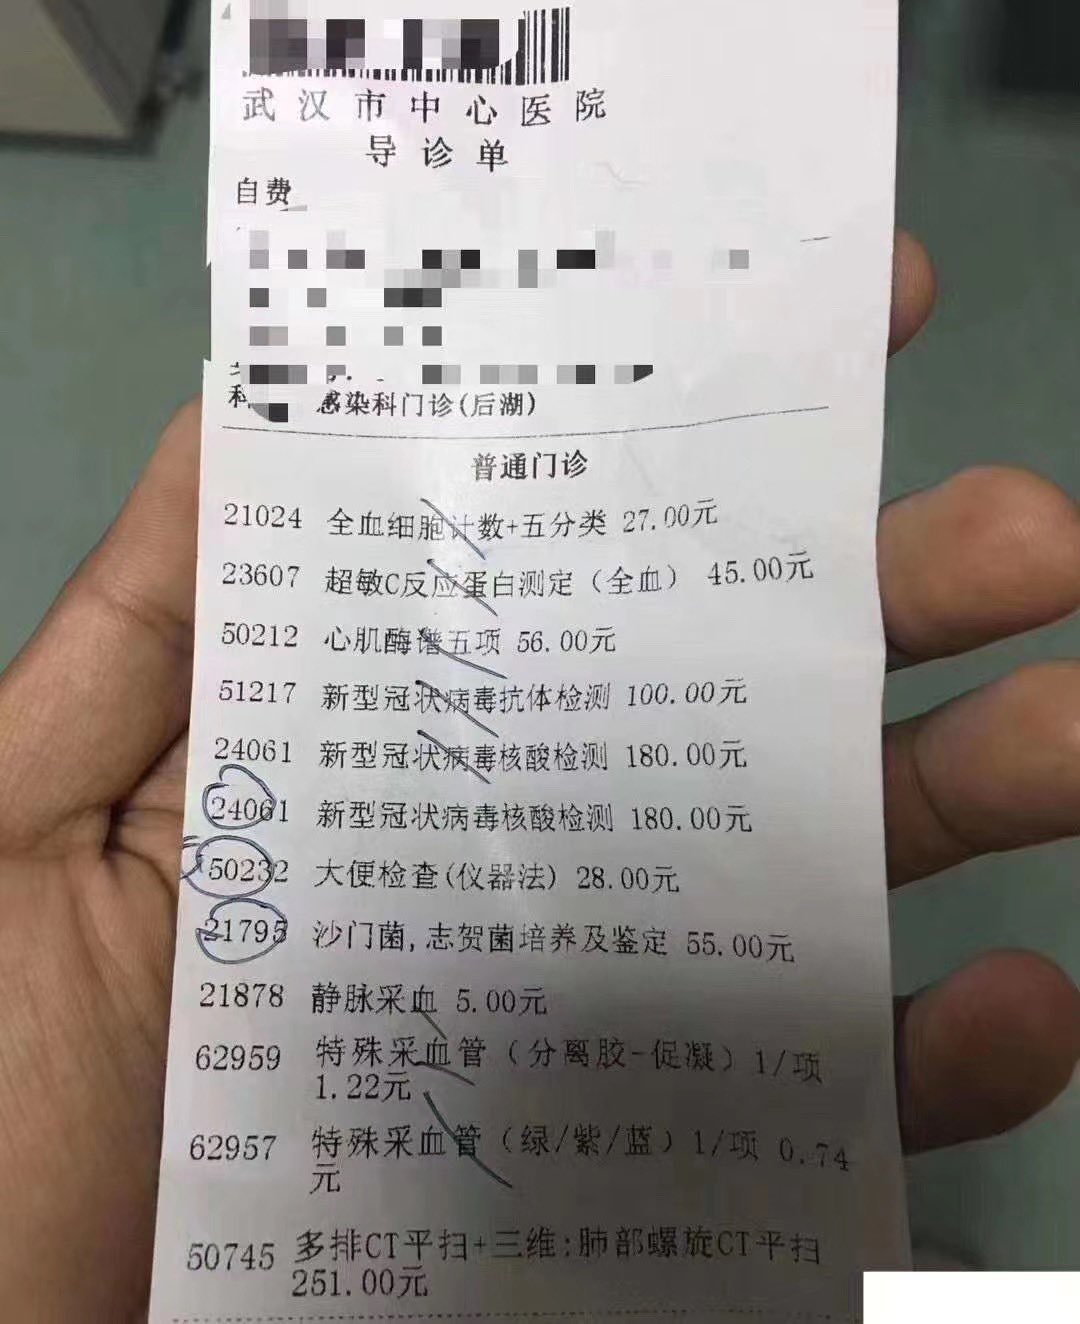 武汉市中心医院
导诊单
自费
科
感染科门诊(后湖)
普通门诊
21024 全血细胞计数+五分类 27.00元
23607 超敏C反应蛋白测定（全血） 45.00元
50212 心肌酶谱五项 56.00元
51217 新型冠状病毒抗体检测 100.00元
24061 新型冠状病毒核酸检测 180.00元
24061 新型冠状病毒核酸检测 180.00元
50232 大便检查(仪器法) 28.00元
21795 沙门菌,志贺菌培养及鉴定 55.00元
21878 静脉采血 5.00元
62959 特殊采血管（分离胶-促凝）1/项
1.22元
62957 特殊采血管（绿/紫/蓝）1/项 0.74
元
50745 多排CT平扫+三维:肺部螺旋CT平扫
251.00元